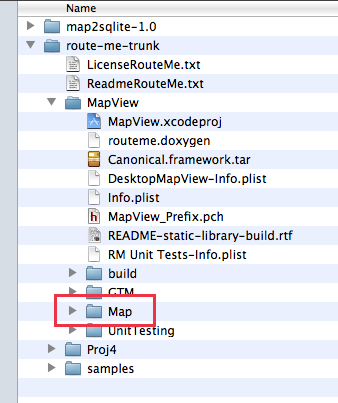 Name
map2sqlite-1.0
route-me-trunk
LicenseRouteMe.txt
ReadmeRouteMe.txt
MapView
MapView.xcodeproj
routeme.doxygen
Canonical.framework.tar
DesktopMapView-Info.plist
Info.plist
MapView_Prefix.pch
README-static-library-build.rtf
RM Unit Tests-Info.plist
build
GTM
Map
UnitTesting
Proj4
samples